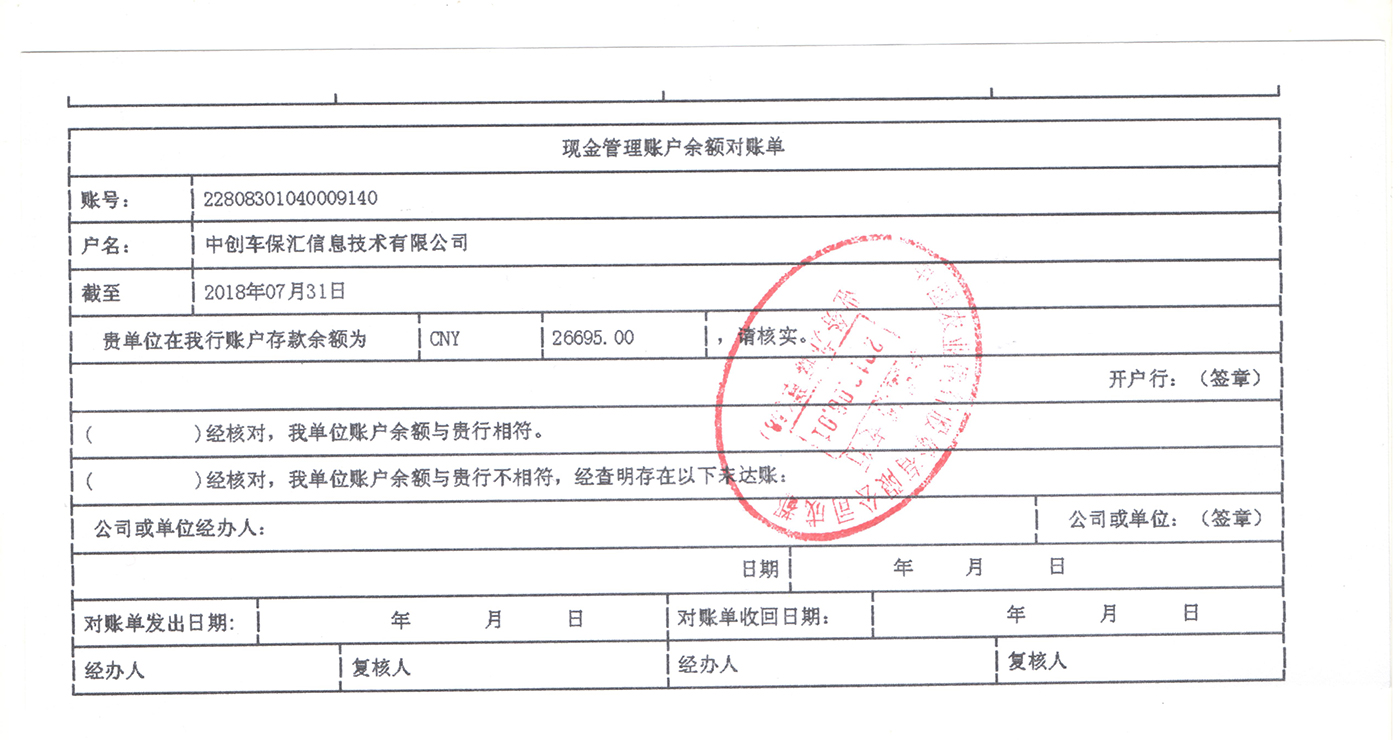 现金管理账户余额对账单
账号： 22808301040009140
户名： 中创车保汇信息技术有限公司
截至 2018年07月31日
贵单位在我行账户存款余额为 CNY 26695.00 ，请核实。
开户行：（签章）
( )经核对，我单位账户余额与贵行相符。
( )经核对，我单位账户余额与贵行不相符，经查明存在以下未达账：
公司或单位经办人： 公司或单位：（签章）
日期 年 月 日
对账单发出日期： 年 月 日 对账单收回日期： 年 月 日
经办人 复核人 经办人 复核人
有限公司成都